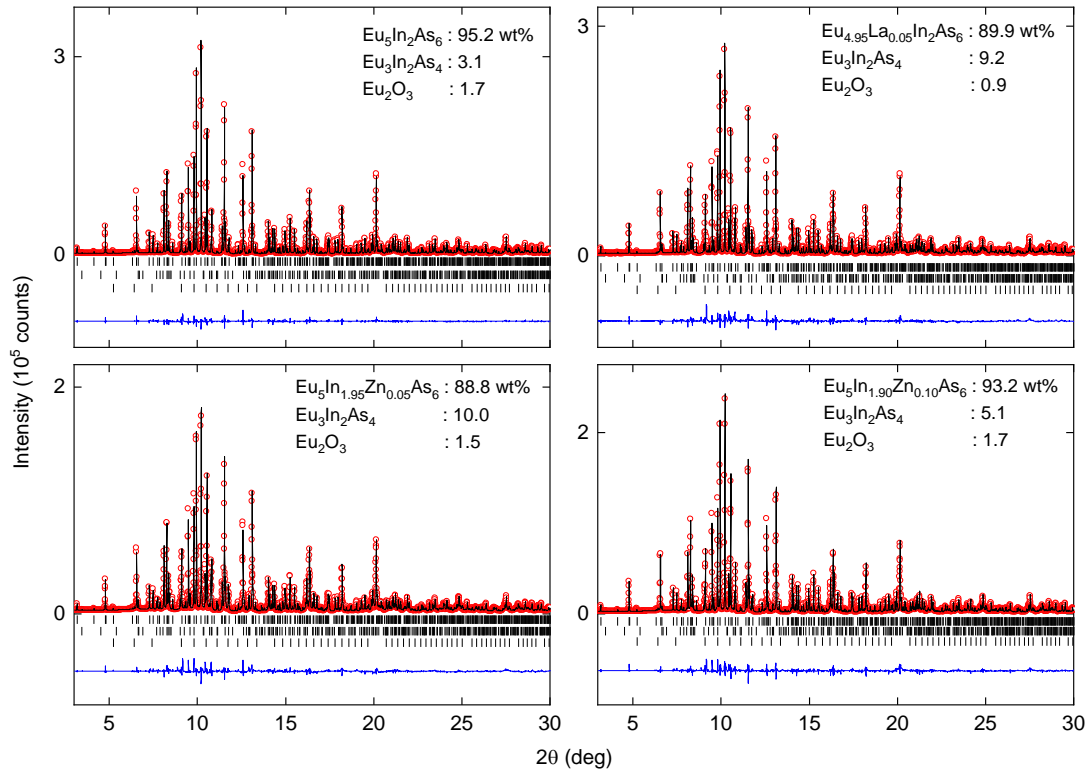 Eu5In2As6 : 95.2 wt%
Eu3In2As4 : 3.1
Eu2O3 : 1.7
3
0
Eu4.95La0.05In2As6 : 89.9 wt%
Eu3In2As4 : 9.2
Eu2O3 : 0.9
3
0
Eu5In1.95Zn0.05As6 : 88.8 wt%
Eu3In2As4 : 10.0
Eu2O3 : 1.5
2
0
5 10 15 20 25 30
Eu5In1.90Zn0.10As6 : 93.2 wt%
Eu3In2As4 : 5.1
Eu2O3 : 1.7
2
0
5 10 15 20 25 30
Intensity (10^5 counts)
2θ (deg)